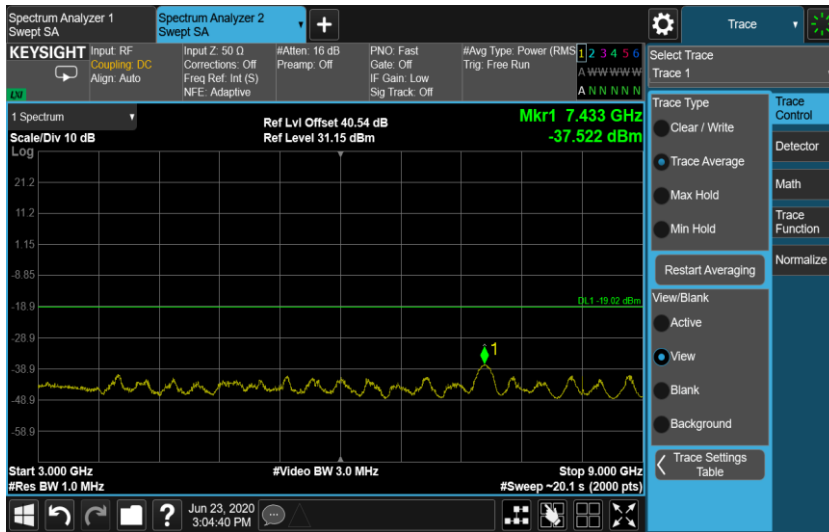 Spectrum Analyzer 1
Swept SA
Spectrum Analyzer 2
Swept SA
+
Trace
KEYSIGHT
Input: RF
Coupling: DC
Align: Auto
LXI
Input Z: 50 Ω
Corrections: Off
Freq Ref: Int (S)
NFE: Adaptive
#Atten: 16 dB
Preamp: Off
PNO: Fast
Gate: Off
IF Gain: Low
Sig Track: Off
#Avg Type: Power (RMS
Trig: Free Run
1 2 3 4 5 6
A W W W W W
A N N N N N
Select Trace
Trace 1
1 Spectrum
Scale/Div 10 dB
Log
Ref Lvl Offset 40.54 dB
Ref Level 31.15 dBm
Mkr1 7.433 GHz
-37.522 dBm
21.2
11.2
1.15
-8.85
-18.9
-28.9
-38.9
-48.9
-58.9
DL1 -19.02 dBm
1
Start 3.000 GHz
#Res BW 1.0 MHz
#Video BW 3.0 MHz
Stop 9.000 GHz
#Sweep ~20.1 s (2000 pts)
Trace Type
Clear / Write
Trace Average
Max Hold
Min Hold
Restart Averaging
View/Blank
Active
View
Blank
Background
Trace Settings
Table
Trace
Control
Detector
Math
Trace
Function
Normalize
?
Jun 23, 2020
3:04:40 PM